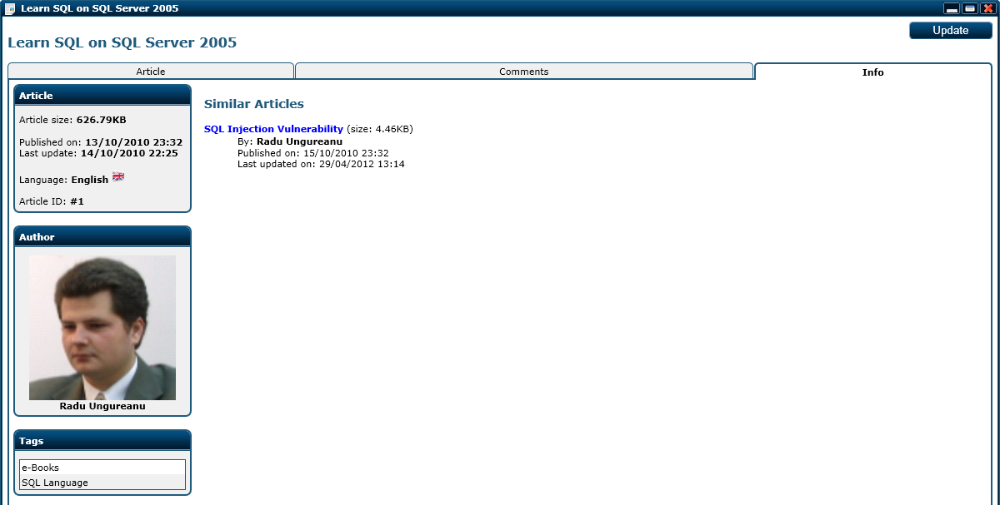 Learn SQL on SQL Server 2005
Learn SQL on SQL Server 2005
Update
Article
Comments
Info
Article
Article size: 626.79KB
Published on: 13/10/2010 23:32
Last update: 14/10/2010 22:25
Language: English
Article ID: #1
Author
Radu Ungureanu
Tags
e-Books
SQL Language
Similar Articles
SQL Injection Vulnerability (size: 4.46KB)
By: Radu Ungureanu
Published on: 15/10/2010 23:32
Last updated on: 29/04/2012 13:14